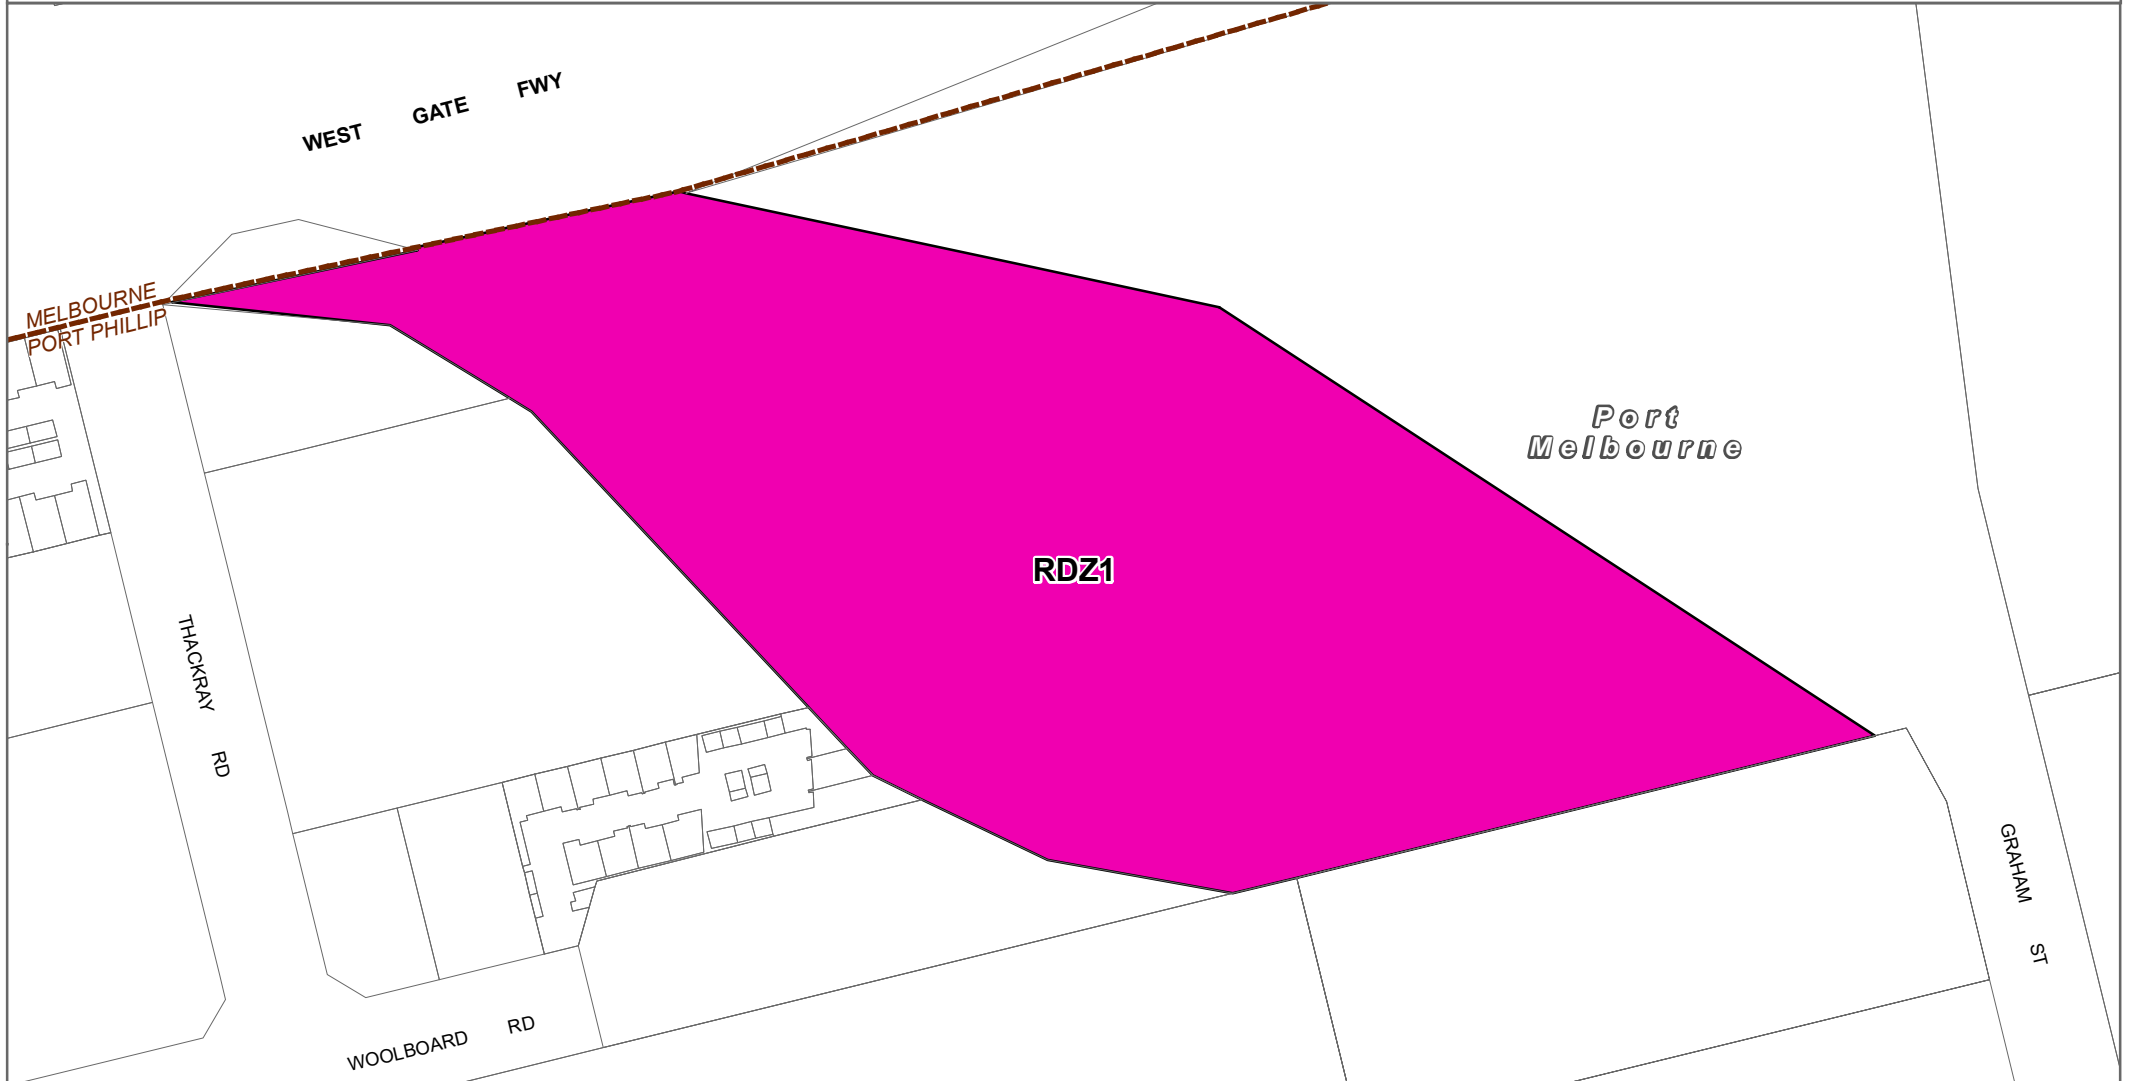 WEST GATE FWY
MELBOURNE
PORT PHILLIP
Port
Melbourne
RDZ1
THACKRAY RD
GRAHAM ST
WOOLBOARD RD